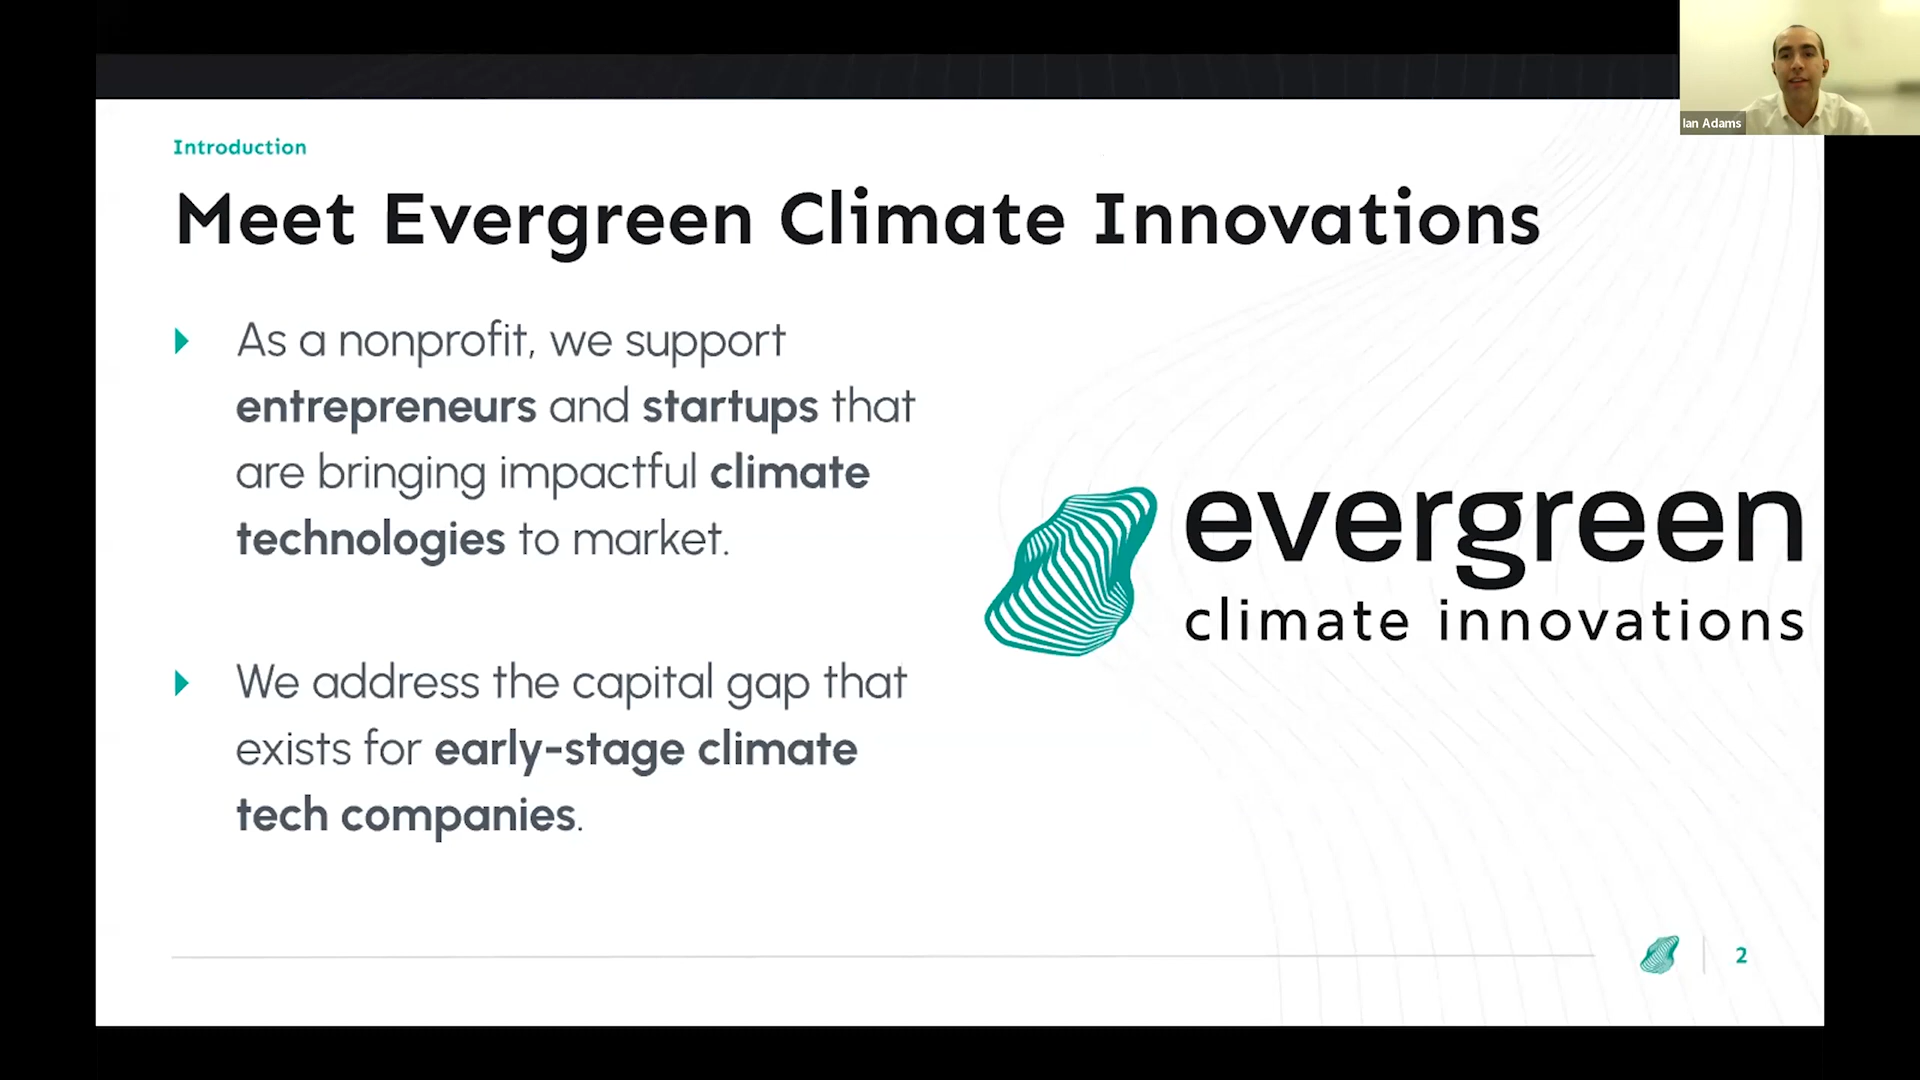 Ian Adams
Introduction
Meet Evergreen Climate Innovations
As a nonprofit, we support
entrepreneurs and startups that
are bringing impactful climate
technologies to market.
We address the capital gap that
exists for early-stage climate
tech companies.
evergreen
climate innovations
2